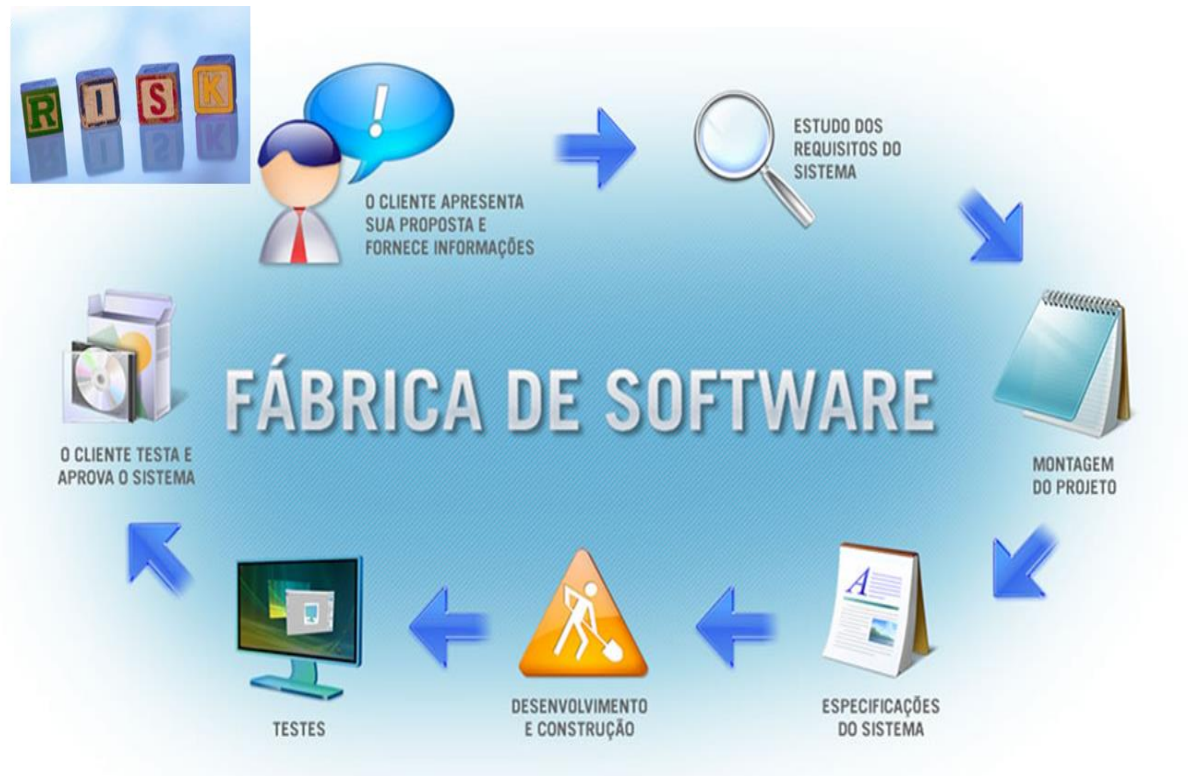 RISK
O CLIENTE APRESENTA
SUA PROPOSTA E
FORNECE INFORMAÇÕES
ESTUDO DOS
REQUISITOS DO
SISTEMA
MONTAGEM
DO PROJETO
ESPECIFICAÇÕES
DO SISTEMA
DESENVOLVIMENTO
E CONSTRUÇÃO
TESTES
O CLIENTE TESTA E
APROVA O SISTEMA
FÁBRICA DE SOFTWARE